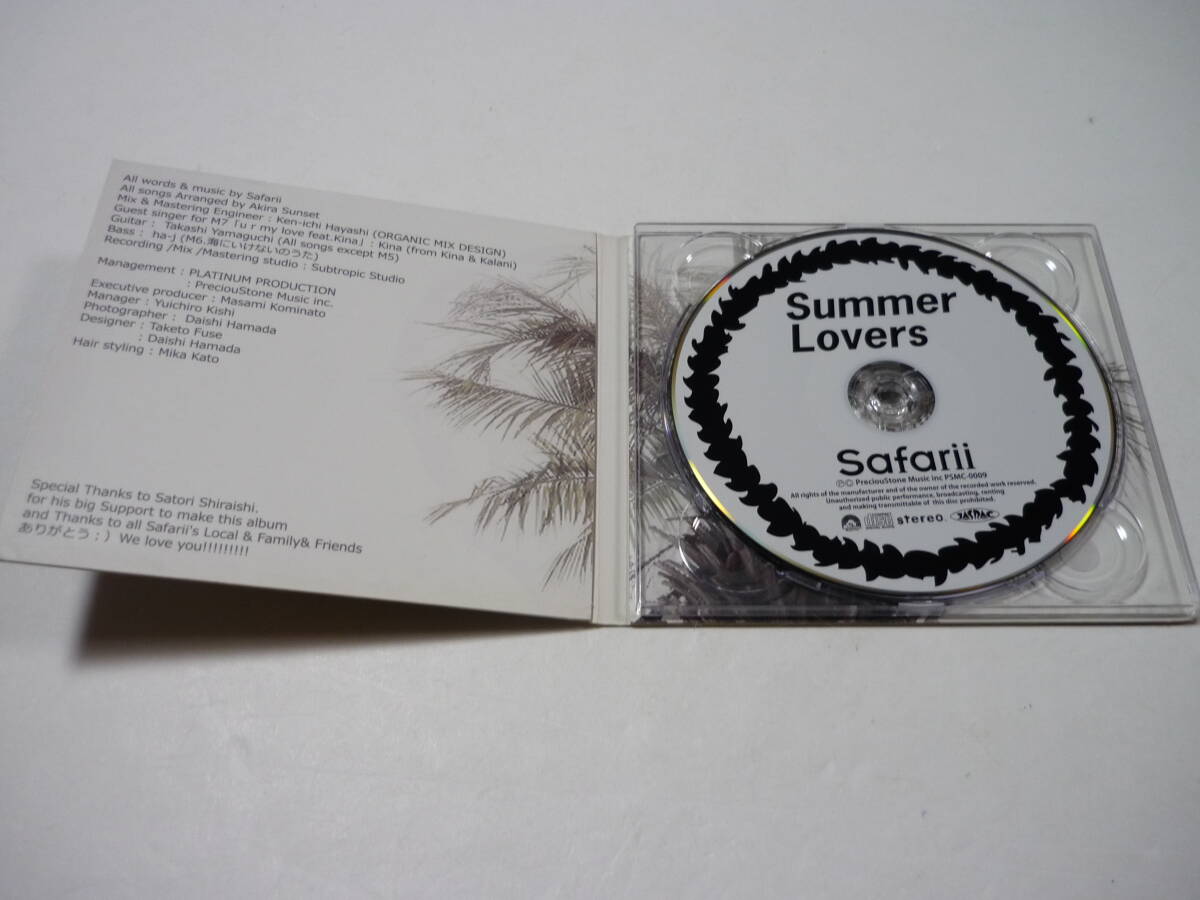 All words & music by Safarii
All songs Arranged by Akira Sunset
Mix & Mastering Engineer : Ken-ichi Hayashi (ORGANIC MIX DESIGN)
Guest singer for M7「u r my love feat.Kina」: Kina (from Kina & Kalani)
Guitar : Takashi Yamaguchi (All songs except M5)
Bass : ha-j (M6.海にいけないのうた)
Recording /Mix /Mastering studio : Subtropic Studio
Management : PLATINUM PRODUCTION
: PreciouStone Music inc.
Executive producer : Masami Kominato
Manager : Yuichiro Kishi
Photographer : Daishi Hamada
Designer : Taketo Fuse
: Daishi Hamada
Hair styling : Mika Kato
Special Thanks to Satori Shiraishi.
for his big Support to make this album
and Thanks to all Safarii's Local & Family& Friends
ありがとう : ) We love you!!!!!!!!!
Summer
Lovers
Safarii
Ⓟ© PreciouStone Music inc PSMC-0009
All rights of the manufacturer and of the owner of the recorded work reserved.
Unauthorised public performance, broadcasting, ranting
and making transmittable of this disc prohibited.
stereo.
JASRAC